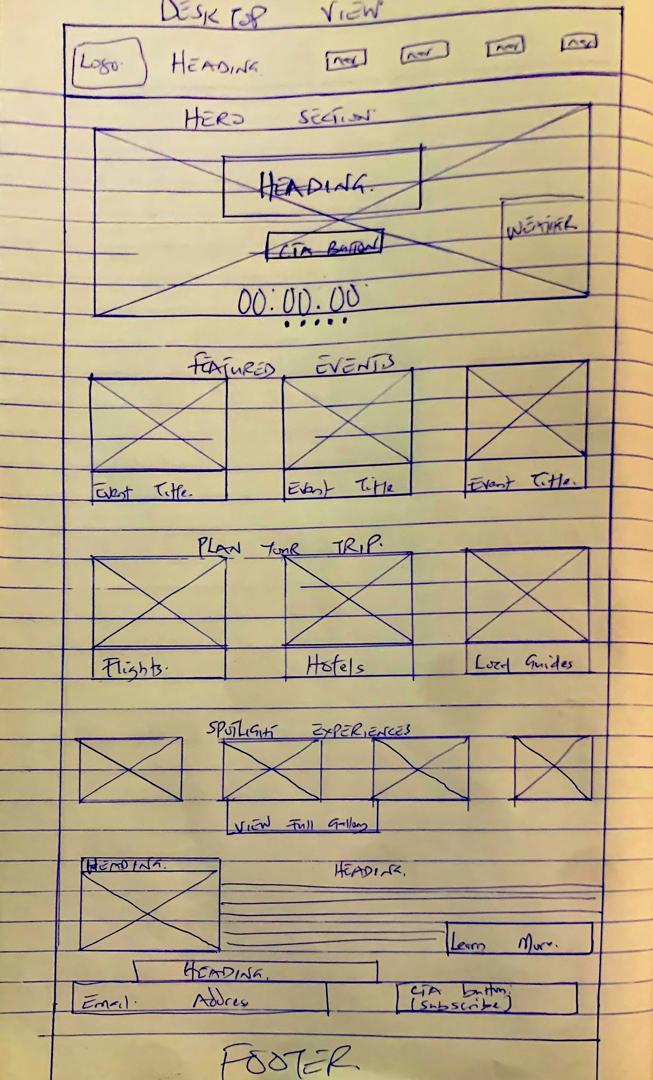 DESKTOP VIEW
Logo. HEADING. nav nav nav nav
HERO SECTION
HEADING.
CTA BUTTON
WEATHER
00:00.00
FEATURED EVENTS
Event Title. Event Title Event Title.
PLAN YOUR TRIP.
Flights. Hotels Local Guides
SPOTLIGHT EXPERIENCES
VIEW Full Gallery
HEADING. HEADING.
Learn More.
HEADING.
Email. Addres CTA button.
(Subscribe)
FOOTER